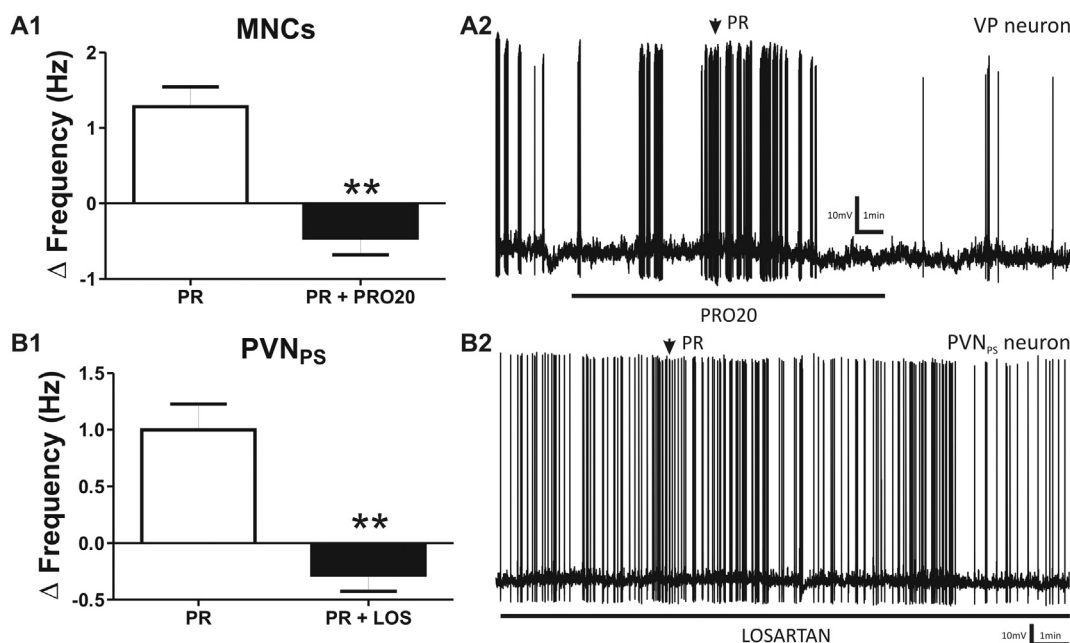 A1
MNCs
Δ Frequency (Hz)
2
1
0
-1
**
PR
PR + PRO20
A2
PR
VP neuron
10mV
1min
PRO20
B1
PVNPS
Δ Frequency (Hz)
1.5
1.0
0.5
0.0
-0.5
**
PR
PR + LOS
B2
PR
PVNPS neuron
LOSARTAN
10mV
1min